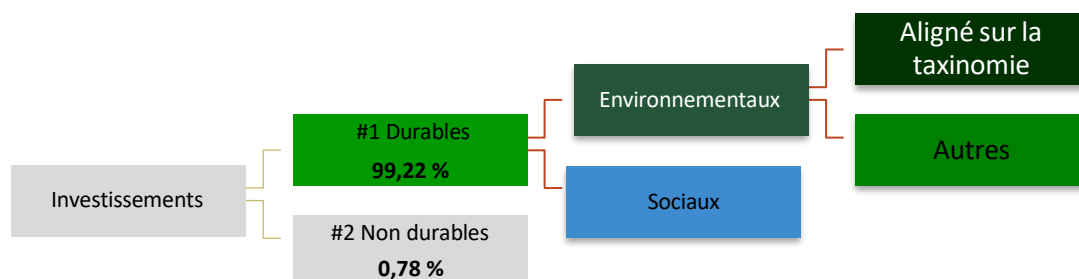 Investissements
#1 Durables
99,22 %
#2 Non durables
0,78 %
Environnementaux
Sociaux
Aligné sur la
taxinomie
Autres